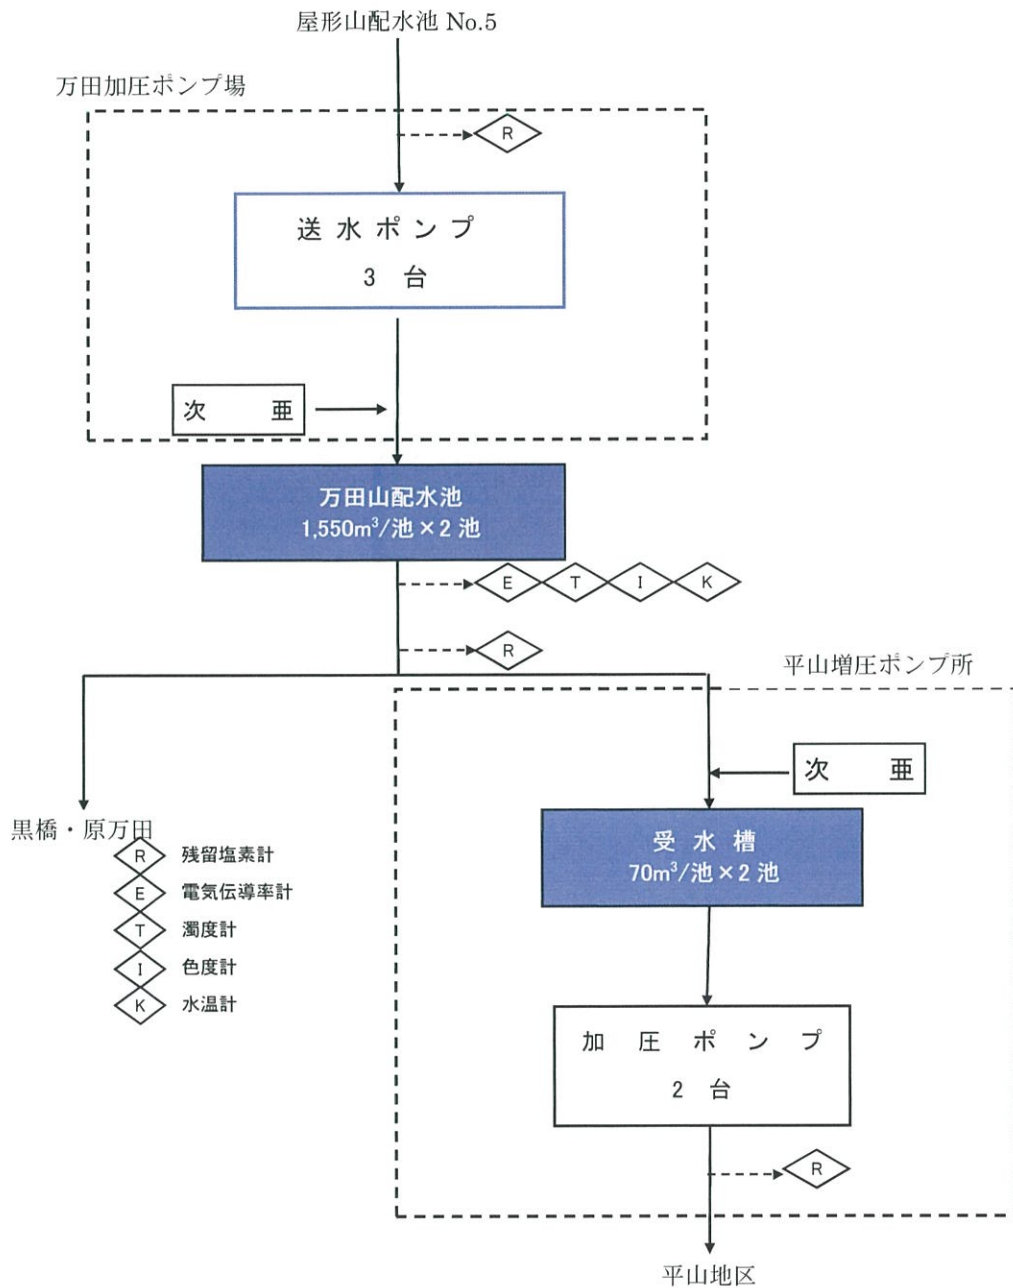 屋形山配水池 No.5
万田加圧ポンプ場
R
送水ポンプ
3 台
次 亜
万田山配水池
1,550m³/池×2 池
E T I K
R
平山増圧ポンプ所
次 亜
黒橋・原万田
受 水 槽
70m³/池×2 池
R 残留塩素計
E 電気伝導率計
T 濁度計
I 色度計
K 水温計
加 圧 ポ ン プ
2 台
R
平山地区